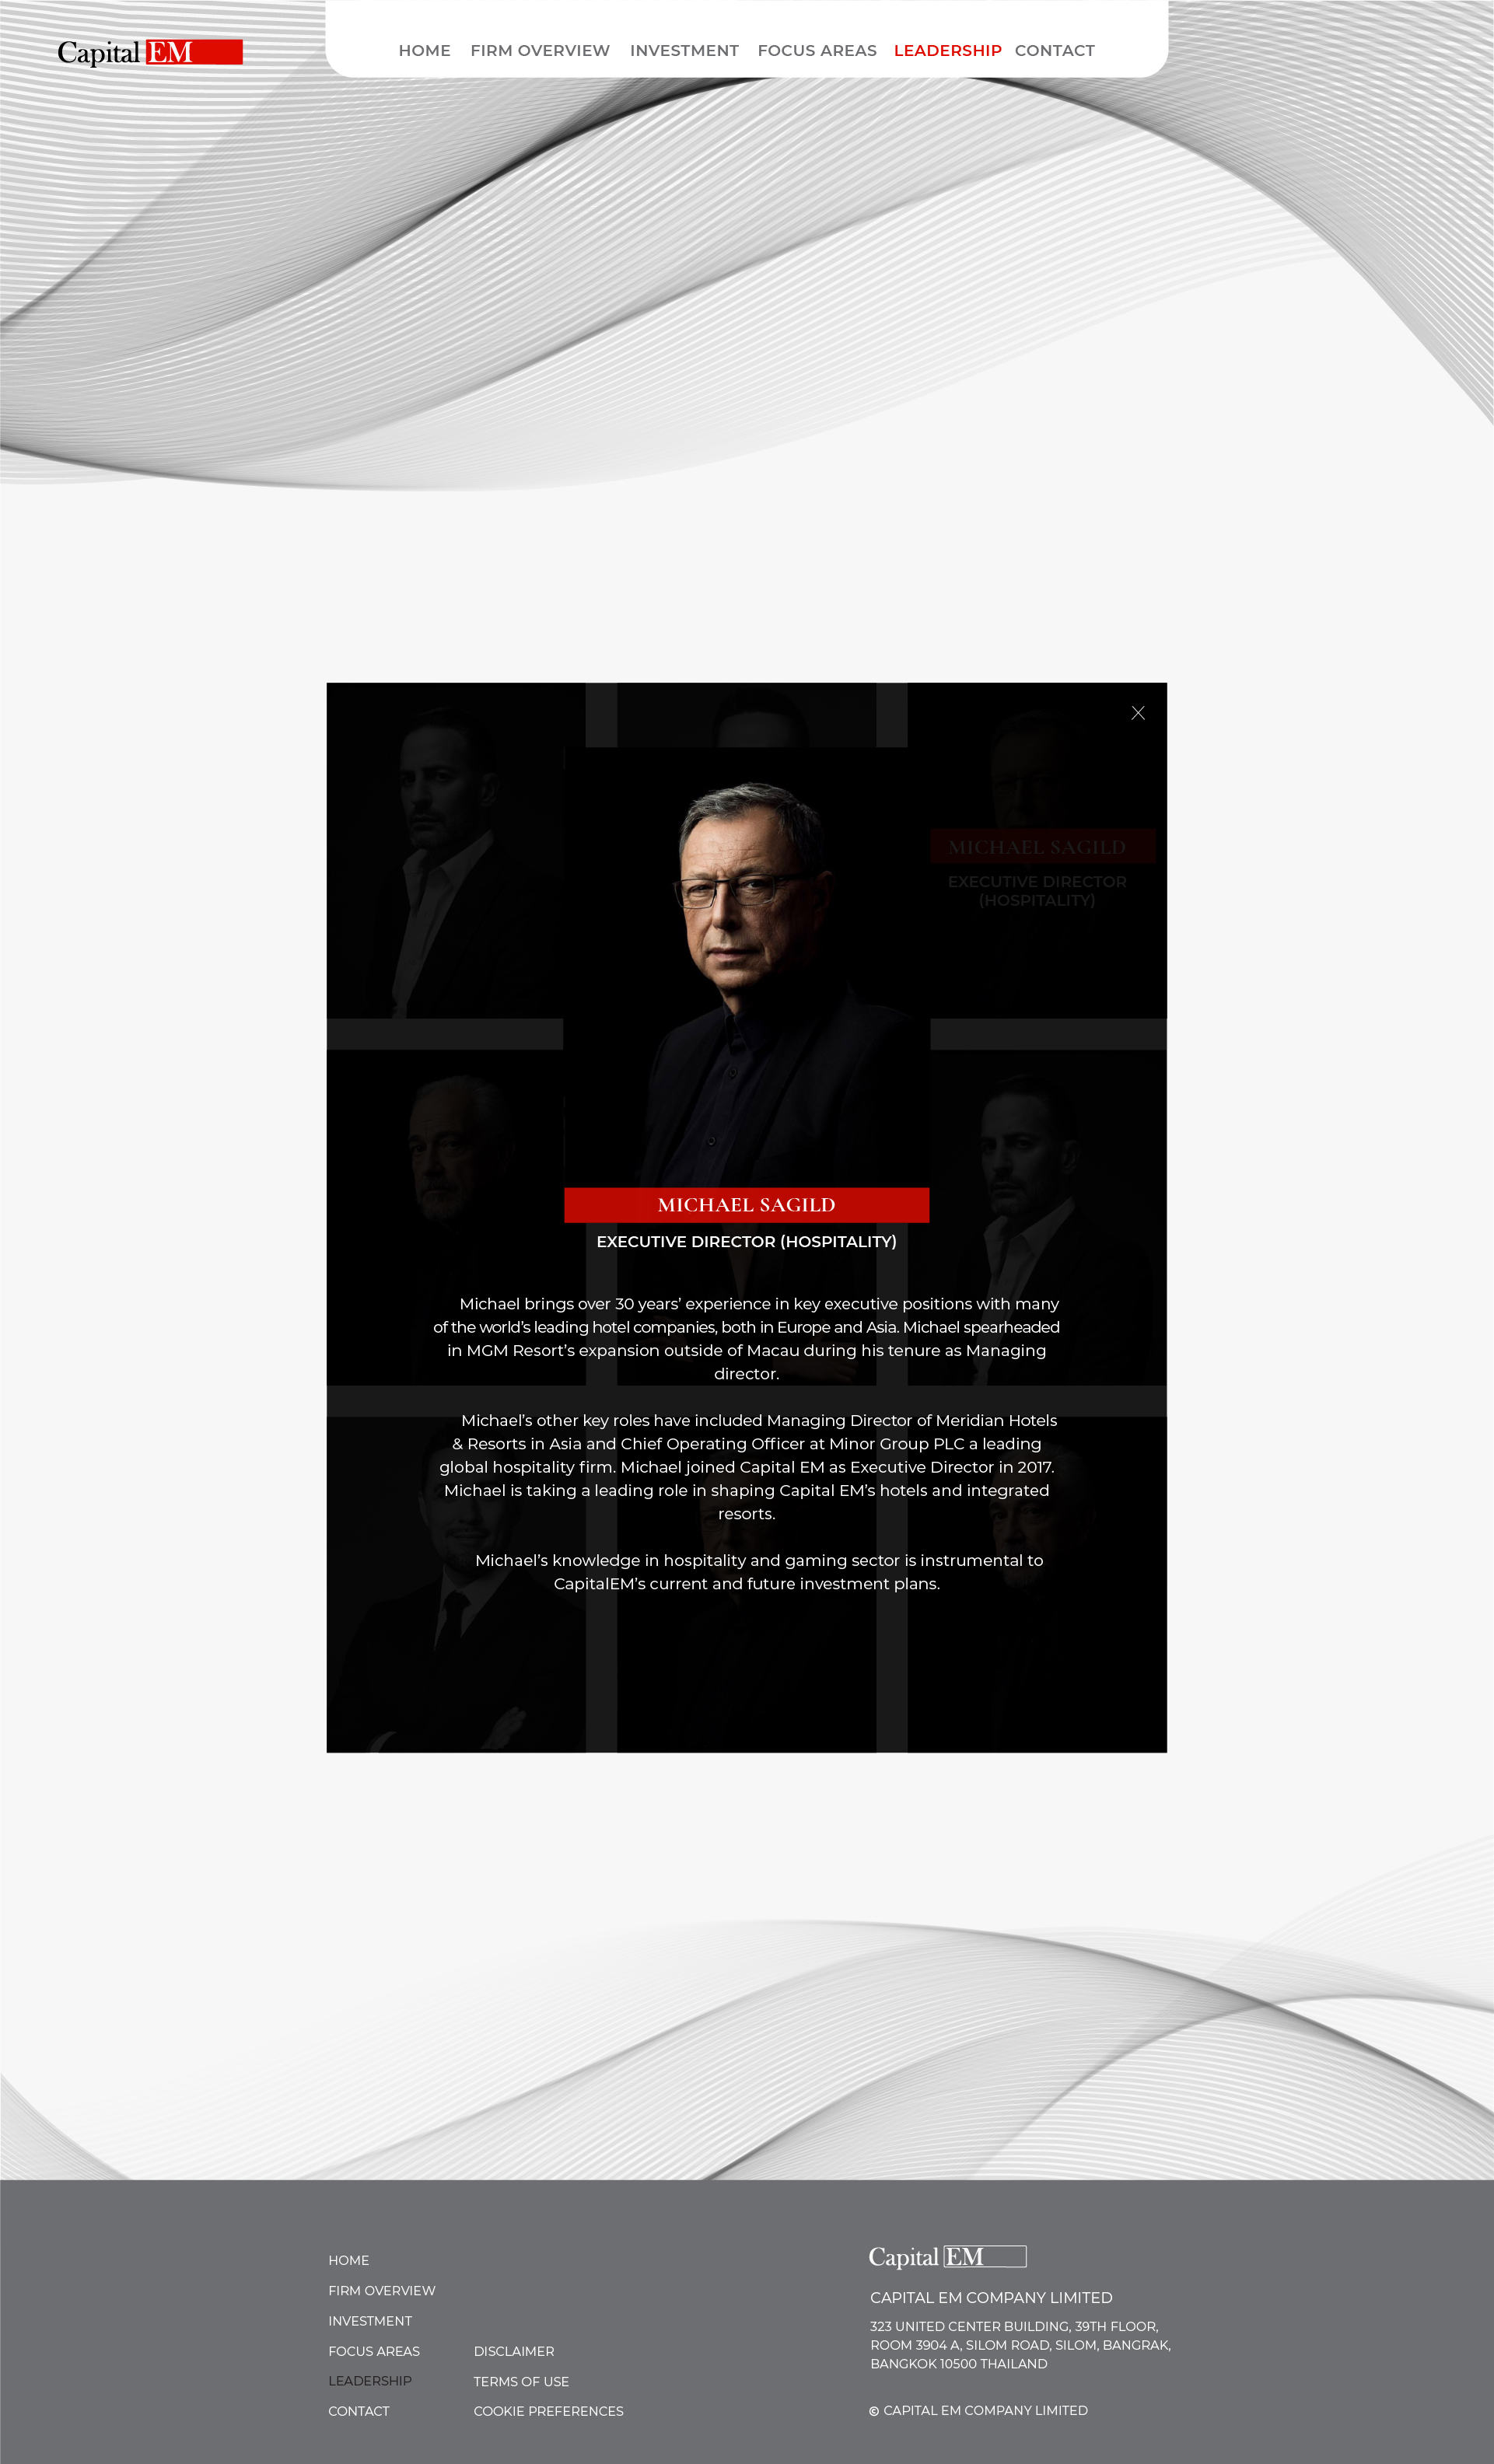 Capital EM
HOME FIRM OVERVIEW INVESTMENT FOCUS AREAS LEADERSHIP CONTACT
X
MICHAEL SAGILD
EXECUTIVE DIRECTOR
(HOSPITALITY)
MICHAEL SAGILD
EXECUTIVE DIRECTOR (HOSPITALITY)
Michael brings over 30 years’ experience in key executive positions with many
of the world’s leading hotel companies, both in Europe and Asia. Michael spearheaded
in MGM Resort’s expansion outside of Macau during his tenure as Managing
director.
Michael’s other key roles have included Managing Director of Meridian Hotels
& Resorts in Asia and Chief Operating Officer at Minor Group PLC a leading
global hospitality firm. Michael joined Capital EM as Executive Director in 2017.
Michael is taking a leading role in shaping Capital EM’s hotels and integrated
resorts.
Michael’s knowledge in hospitality and gaming sector is instrumental to
CapitalEM’s current and future investment plans.
HOME
FIRM OVERVIEW
INVESTMENT
FOCUS AREAS
LEADERSHIP
CONTACT
DISCLAIMER
TERMS OF USE
COOKIE PREFERENCES
Capital EM
CAPITAL EM COMPANY LIMITED
323 UNITED CENTER BUILDING, 39TH FLOOR,
ROOM 3904 A, SILOM ROAD, SILOM, BANGRAK,
BANGKOK 10500 THAILAND
© CAPITAL EM COMPANY LIMITED